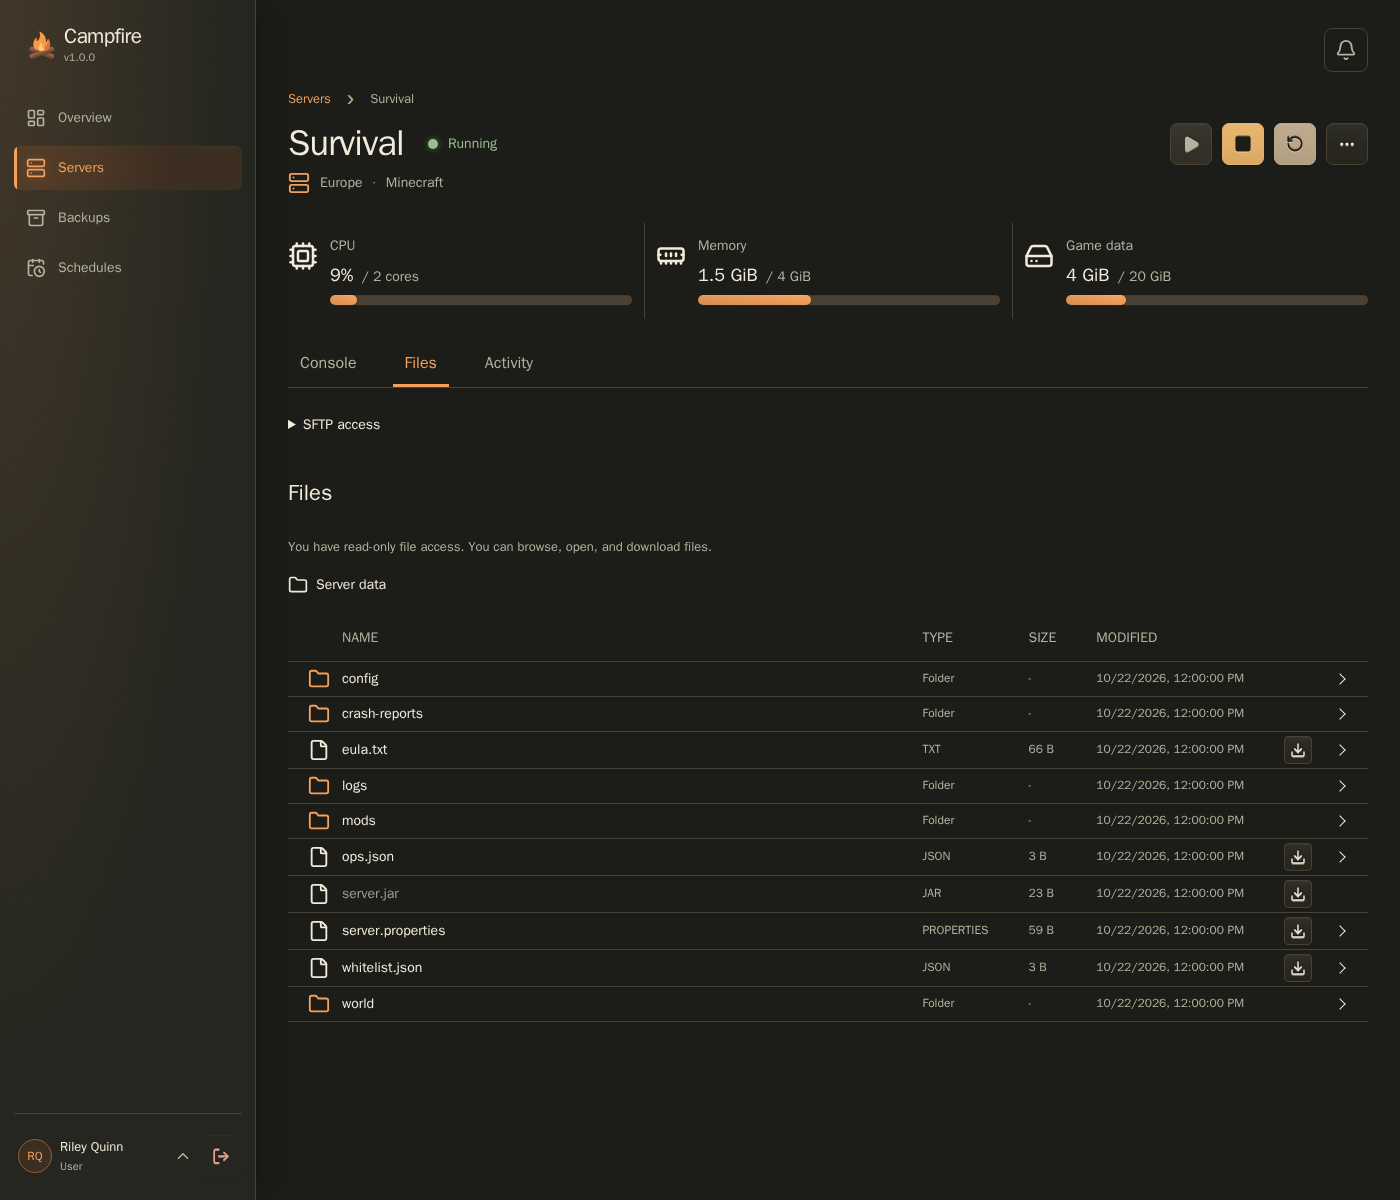 Campfire
v1.0.0
Overview
Servers
Backups
Schedules
RQ
Riley Quinn
User
Servers > Survival
Survival
Running
Europe · Minecraft
CPU
9% / 2 cores
Memory
1.5 GiB / 4 GiB
Game data
4 GiB / 20 GiB
Console Files Activity
SFTP access
Files
You have read-only file access. You can browse, open, and download files.
Server data
NAME TYPE SIZE MODIFIED
config Folder - 10/22/2026, 12:00:00 PM
crash-reports Folder - 10/22/2026, 12:00:00 PM
eula.txt TXT 66 B 10/22/2026, 12:00:00 PM
logs Folder - 10/22/2026, 12:00:00 PM
mods Folder - 10/22/2026, 12:00:00 PM
ops.json JSON 3 B 10/22/2026, 12:00:00 PM
server.jar JAR 23 B 10/22/2026, 12:00:00 PM
server.properties PROPERTIES 59 B 10/22/2026, 12:00:00 PM
whitelist.json JSON 3 B 10/22/2026, 12:00:00 PM
world Folder - 10/22/2026, 12:00:00 PM